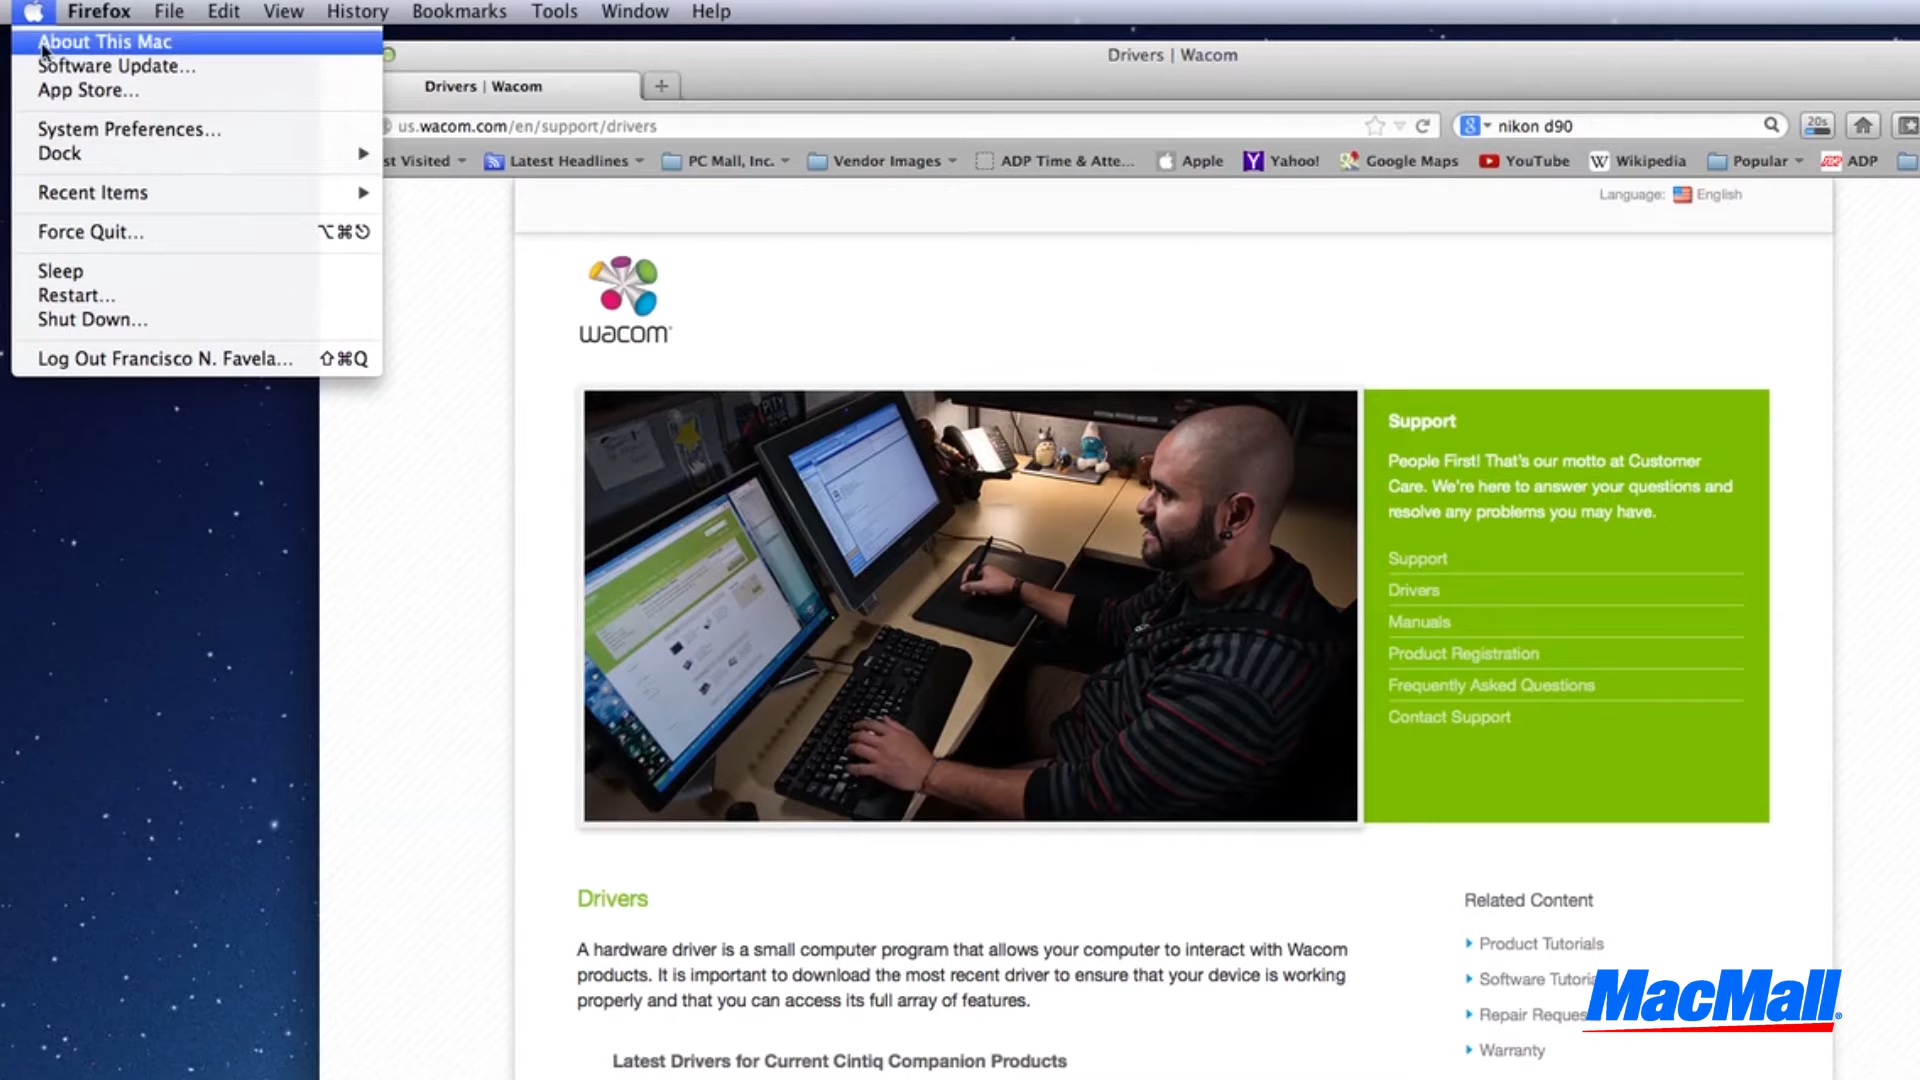 Firefox File Edit View History Bookmarks Tools Window Help
About This Mac
Software Update...
App Store...
System Preferences...
Dock
Recent Items
Force Quit... ⌥⌘⎋
Sleep
Restart...
Shut Down...
Log Out Francisco N. Favela... ⇧⌘Q
Drivers | Wacom
Drivers | Wacom +
us.wacom.com/en/support/drivers
nikon d90
20s
st Visited Latest Headlines PC Mall, Inc. Vendor Images ADP Time & Atte... Apple Yahoo! Google Maps YouTube Wikipedia Popular ADP
Language: English
wacom
Support
People First! That's our motto at Customer
Care. We're here to answer your questions and
resolve any problems you may have.
Support
Drivers
Manuals
Product Registration
Frequently Asked Questions
Contact Support
Drivers
A hardware driver is a small computer program that allows your computer to interact with Wacom
products. It is important to download the most recent driver to ensure that your device is working
properly and that you can access its full array of features.
Latest Drivers for Current Cintiq Companion Products
Related Content
Product Tutorials
Software Tutoria
Repair Reques
Warranty
MacMall